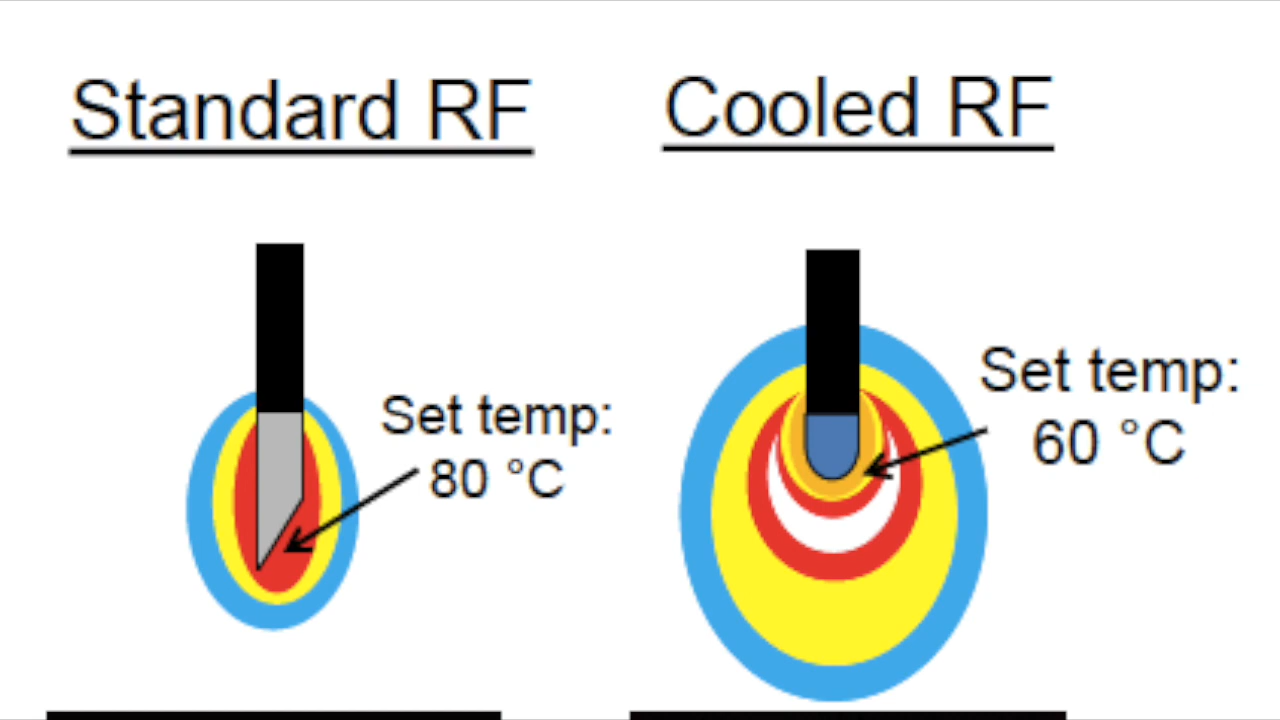 Standard RF
Cooled RF
Set temp:
80 °C
Set temp:
60 °C